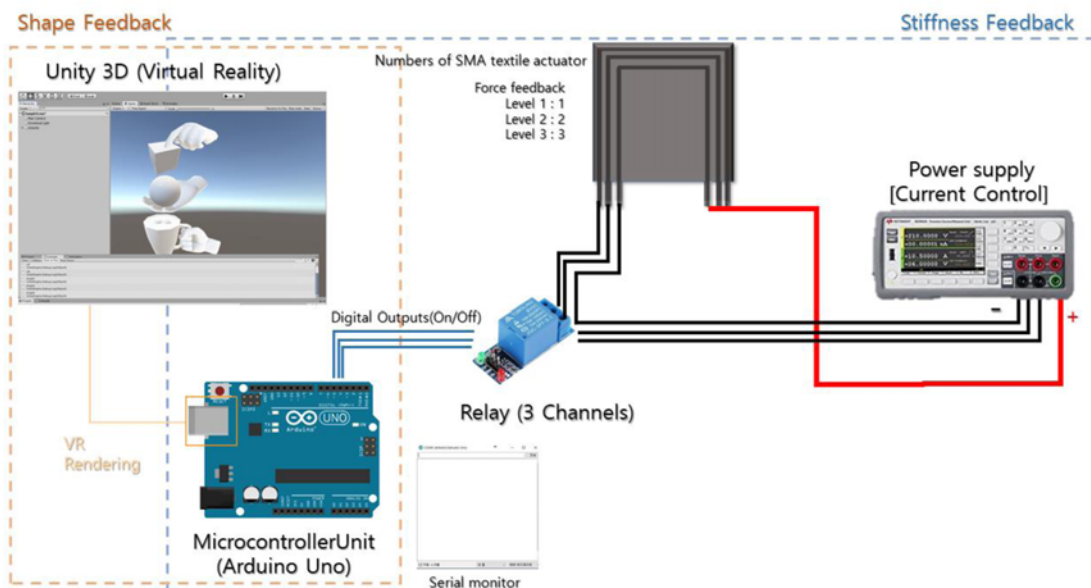 Shape Feedback
Stiffness Feedback
Unity 3D (Virtual Reality)
Numbers of SMA textile actuator
Force feedback
Level 1 : 1
Level 2 : 2
Level 3 : 3
Power supply
[Current Control]
Digital Outputs(On/Off)
-
+
Relay (3 Channels)
VR
Rendering
UNO
Arduino
MicrocontrollerUnit
(Arduino Uno)
Serial monitor